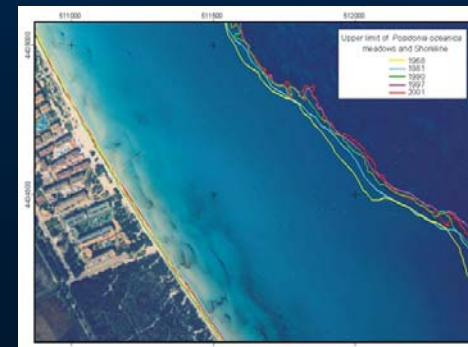 511000 511500 512000
Upper limit of Posidonia oceanica
meadows and Shoreline
1968
1981
1990
1997
2001
4404500